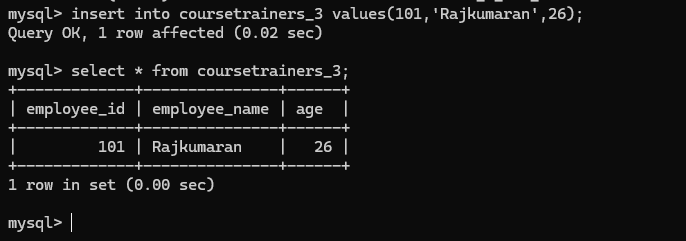 mysql> insert into coursetrainers_3 values(101,'Rajkumaran',26);
Query OK, 1 row affected (0.02 sec)
mysql> select * from coursetrainers_3;
+-------------+---------------+------+
| employee_id | employee_name | age  |
+-------------+---------------+------+
|         101 | Rajkumaran    |   26 |
+-------------+---------------+------+
1 row in set (0.00 sec)
mysql>